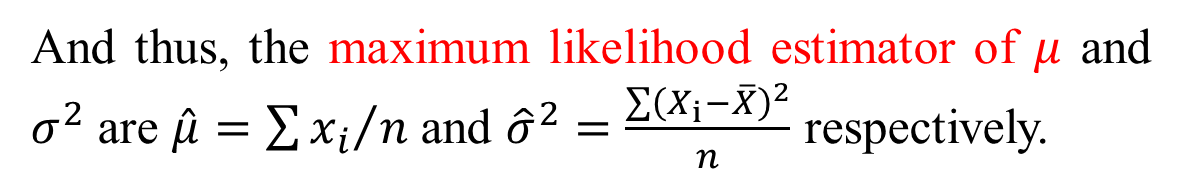 And thus, the maximum likelihood estimator of 𝜇 and
𝜎² are 𝜇̂ = ∑ 𝑥ᵢ/𝑛 and 𝜎̂² = ∑(𝑋ᵢ−𝑋̄)²/𝑛 respectively.